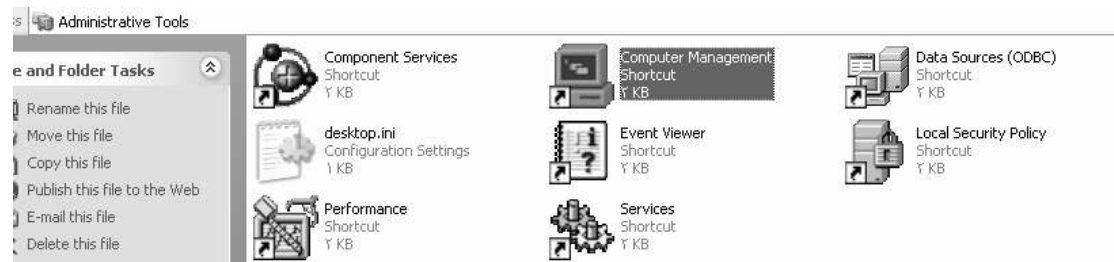 ss Administrative Tools
e and Folder Tasks
Rename this file
Move this file
Copy this file
Publish this file to the Web
E-mail this file
Delete this file
Component Services
Shortcut
۲ KB
Computer Management
Shortcut
۲ KB
Data Sources (ODBC)
Shortcut
۲ KB
desktop.ini
Configuration Settings
۱ KB
Event Viewer
Shortcut
۲ KB
Local Security Policy
Shortcut
۲ KB
Performance
Shortcut
۲ KB
Services
Shortcut
۲ KB